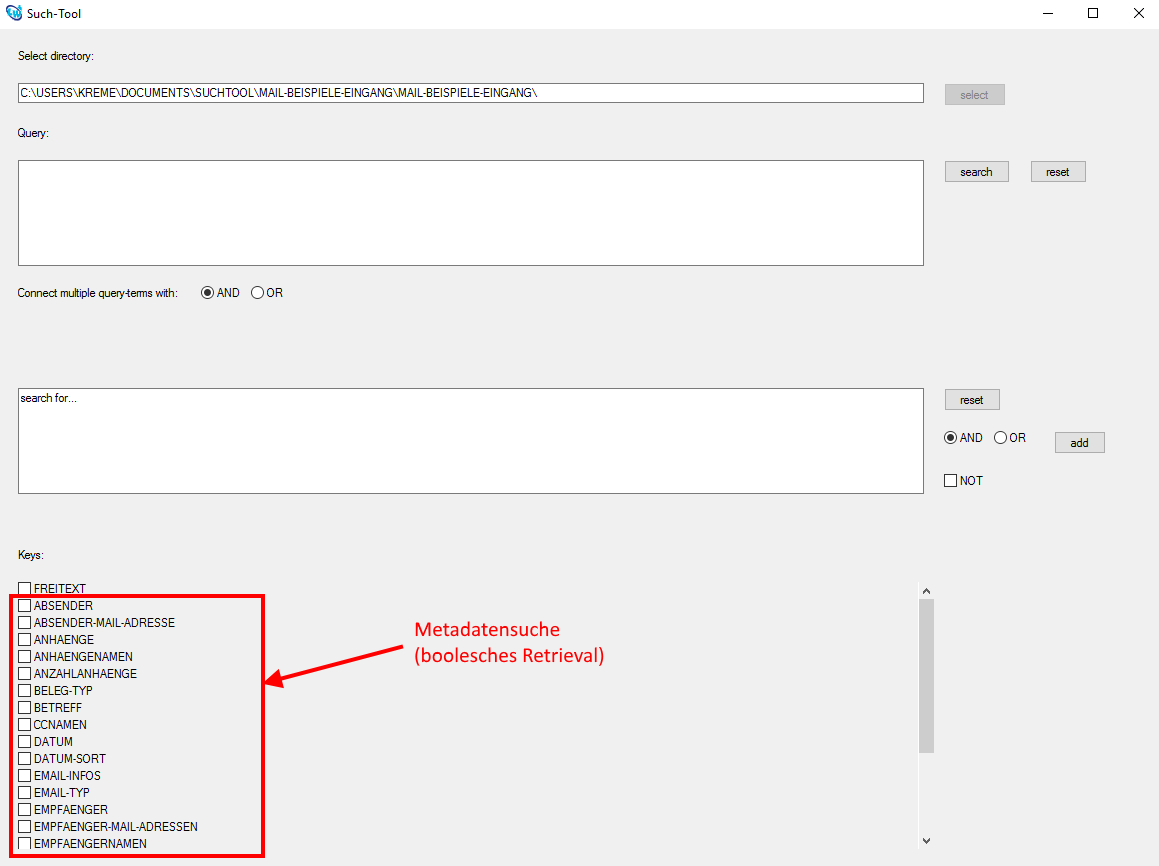 Such-Tool
Select directory:
C:\USERS\KREME\DOCUMENTS\SUCHTOOL\MAIL-BEISPIELE-EINGANG\MAIL-BEISPIELE-EINGANG\
select
Query:
search
reset
Connect multiple query-terms with:
AND
OR
search for...
reset
AND
OR
add
NOT
Keys:
FREITEXT
ABSENDER
ABSENDER-MAIL-ADRESSE
ANHAENGE
ANHAENGENAMEN
ANZAHLANHAENGE
BELEG-TYP
BETREFF
CCNAMEN
DATUM
DATUM-SORT
EMAIL-INFOS
EMAIL-TYP
EMPFAENGER
EMPFAENGER-MAIL-ADRESSEN
EMPFAENGERNAMEN
Metadatensuche
(boolesches Retrieval)